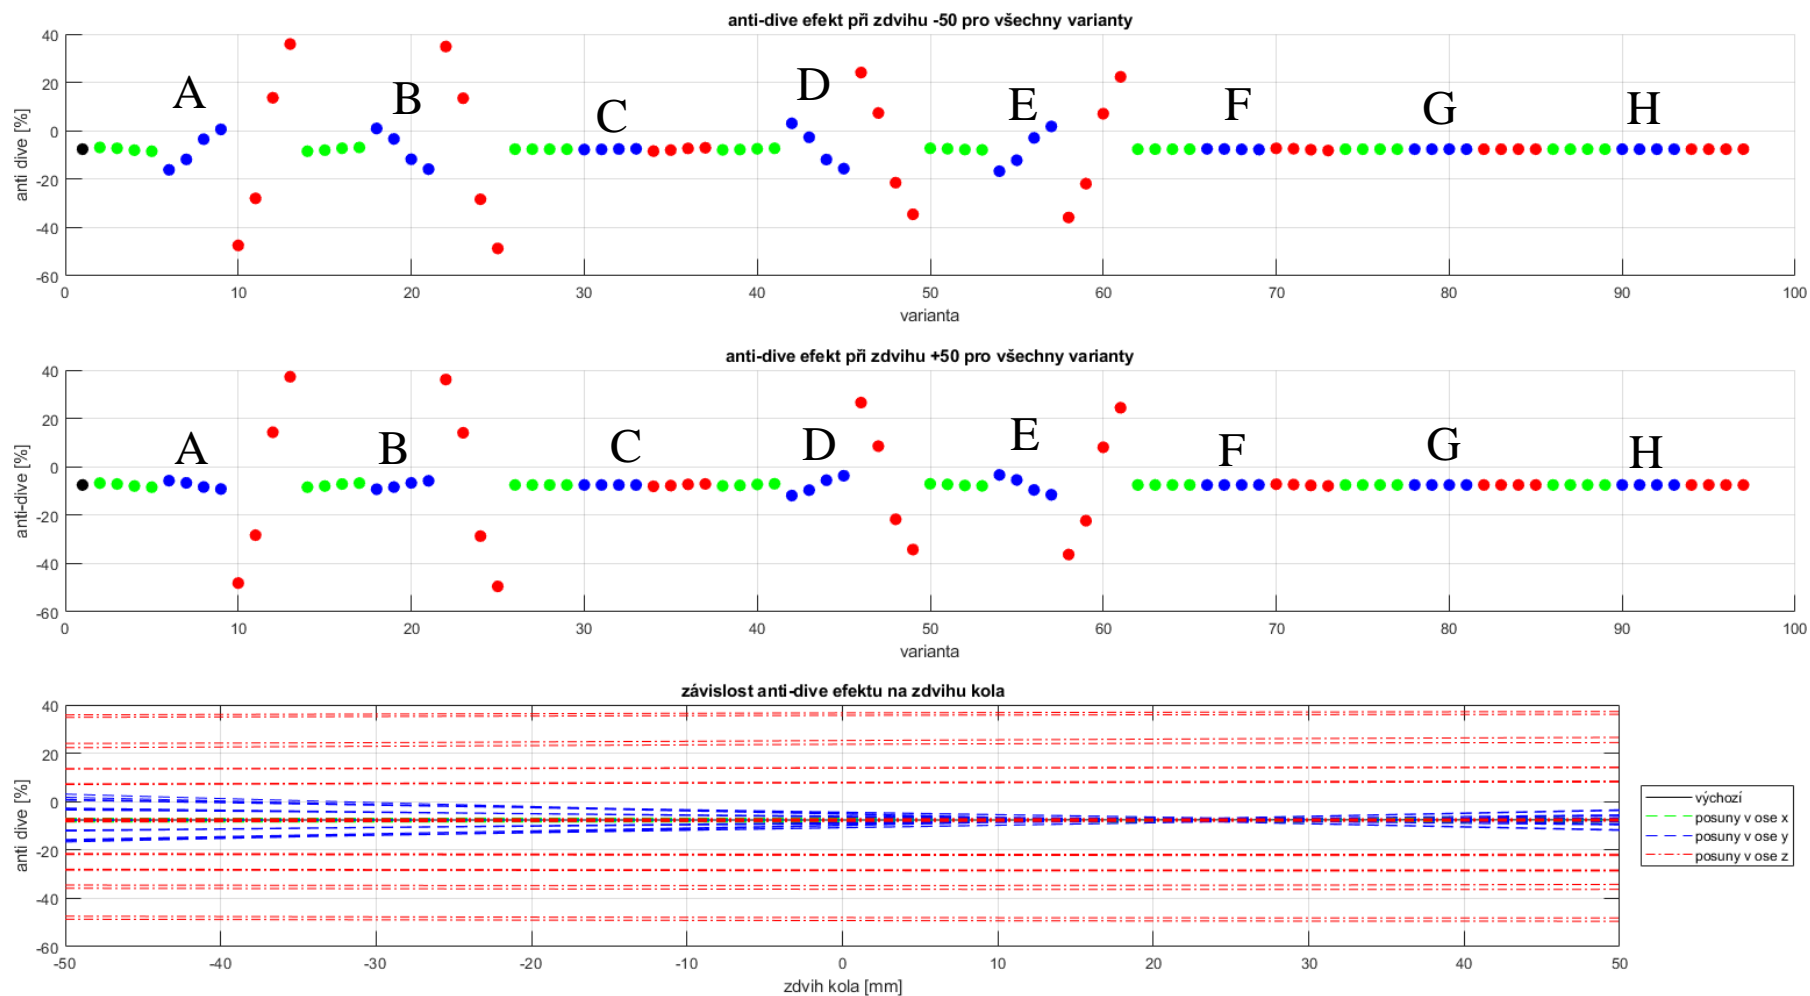 anti-dive efekt při zdvihu -50 pro všechny varianty
anti dive [%]
40
20
0
-20
-40
-60
A
B
C
D
E
F
G
H
0 10 20 30 40 50 60 70 80 90 100
varianta
anti-dive efekt při zdvihu +50 pro všechny varianty
anti-dive [%]
40
20
0
-20
-40
-60
A
B
C
D
E
F
G
H
0 10 20 30 40 50 60 70 80 90 100
varianta
závislost anti-dive efektu na zdvihu kola
anti dive [%]
40
20
0
-20
-40
-60
-50 -40 -30 -20 -10 0 10 20 30 40 50
zdvih kola [mm]
výchozí
posuny v ose x
posuny v ose y
posuny v ose z